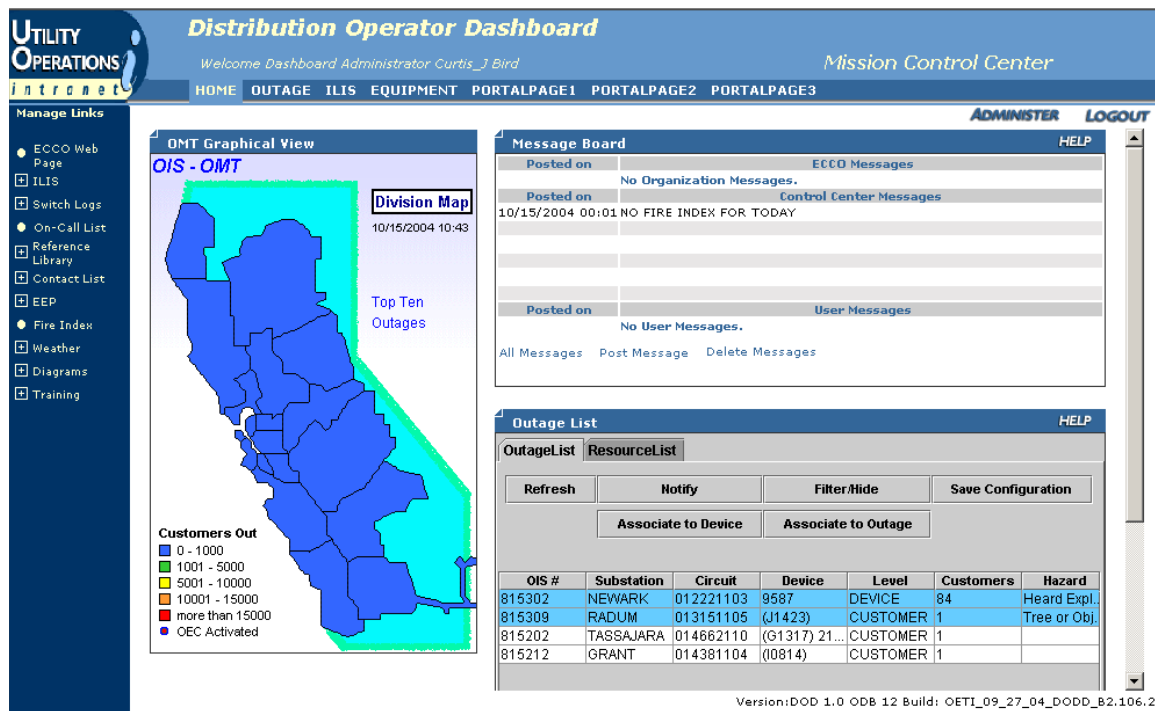 UTILITY
OPERATIONS
intranet
Distribution Operator Dashboard
Welcome Dashboard Administrator Curtis_J Bird
Mission Control Center
HOME OUTAGE ILIS EQUIPMENT PORTALPAGE1 PORTALPAGE2 PORTALPAGE3
Manage Links
ADMINISTER LOGOUT
ECCO Web
Page
ILIS
Switch Logs
On-Call List
Reference
Library
Contact List
EEP
Fire Index
Weather
Diagrams
Training
OMT Graphical View
OIS - OMT
Division Map
10/15/2004 10:43
Top Ten
Outages
Customers Out
0 - 1000
1001 - 5000
5001 - 10000
10001 - 15000
more than 15000
OEC Activated
Message Board HELP
Posted on ECCO Messages
No Organization Messages.
Posted on Control Center Messages
10/15/2004 00:01 NO FIRE INDEX FOR TODAY
Posted on User Messages
No User Messages.
All Messages Post Message Delete Messages
Outage List HELP
OutageList ResourceList
Refresh Notify Filter/Hide Save Configuration
Associate to Device Associate to Outage
OIS # Substation Circuit Device Level Customers Hazard
815302 NEWARK 012221103 9587 DEVICE 84 Heard Expl..
815309 RADUM 013151105 (J1423) CUSTOMER 1 Tree or Obj.
815202 TASSAJARA 014662110 (G1317) 21... CUSTOMER 1
815212 GRANT 014381104 (I0814) CUSTOMER 1
Version:DOD 1.0 ODB 12 Build: OETI_09_27_04_DODD_B2.106.2